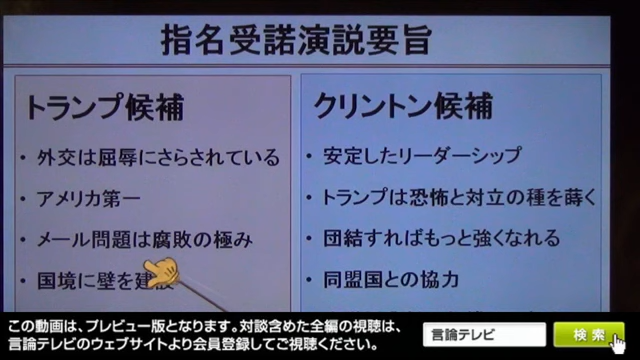 指名受諾演説要旨
トランプ候補
・ 外交は屈辱にさらされている
・ アメリカ第一
・ メール問題は腐敗の極み
・ 国境に壁を建設
クリントン候補
・ 安定したリーダーシップ
・ トランプは恐怖と対立の種を蒔く
・ 団結すればもっと強くなれる
・ 同盟国との協力
この動画は、プレビュー版となります。対談含めた全編の視聴は、
言論テレビのウェブサイトより会員登録してご視聴ください。
言論テレビ
検索